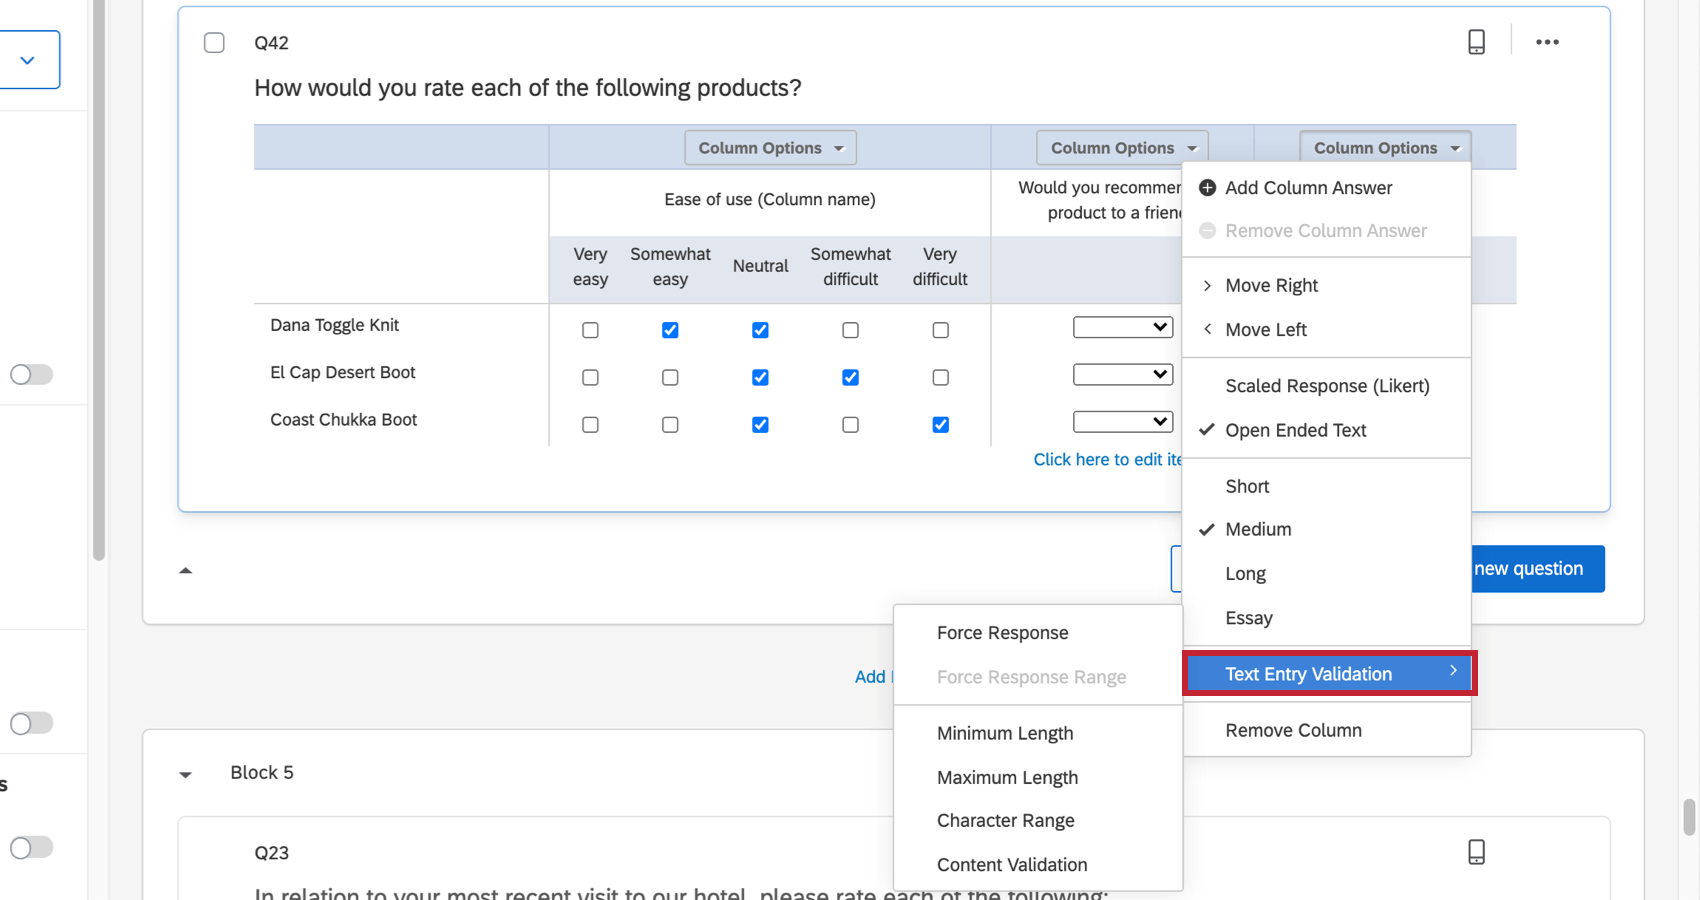 Q42
How would you rate each of the following products?
Column Options
Column Options
Column Options
Ease of use (Column name)
Would you recommen
product to a frien
Very
easy
Somewhat
easy
Neutral
Somewhat
difficult
Very
difficult
Dana Toggle Knit
El Cap Desert Boot
Coast Chukka Boot
Click here to edit ite
Add Column Answer
Remove Column Answer
Move Right
Move Left
Scaled Response (Likert)
Open Ended Text
Short
Medium
Long
Essay
Text Entry Validation
Remove Column
new question
Force Response
Force Response Range
Minimum Length
Maximum Length
Character Range
Content Validation
Add
s
Block 5
Q23
In relation to your most recent visit to our hotel, please rate each of the following: